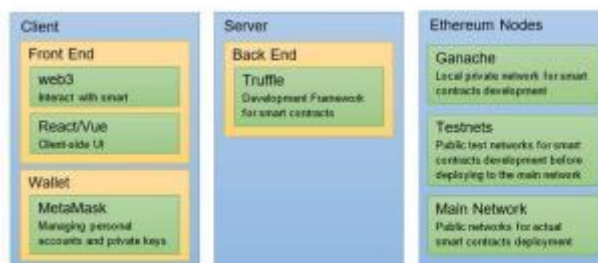 Client
Front End
web3
Interact with smart
React/Vue
Client-side UI
Wallet
MetaMask
Managing personal
accounts and private keys
Server
Back End
Truffle
Development Framework
for smart contracts
Ethereum Nodes
Ganache
Local private network for smart
contracts development
Testnets
Public test networks for smart
contracts development before
deploying to the main network
Main Network
Public networks for actual
smart contracts deployment